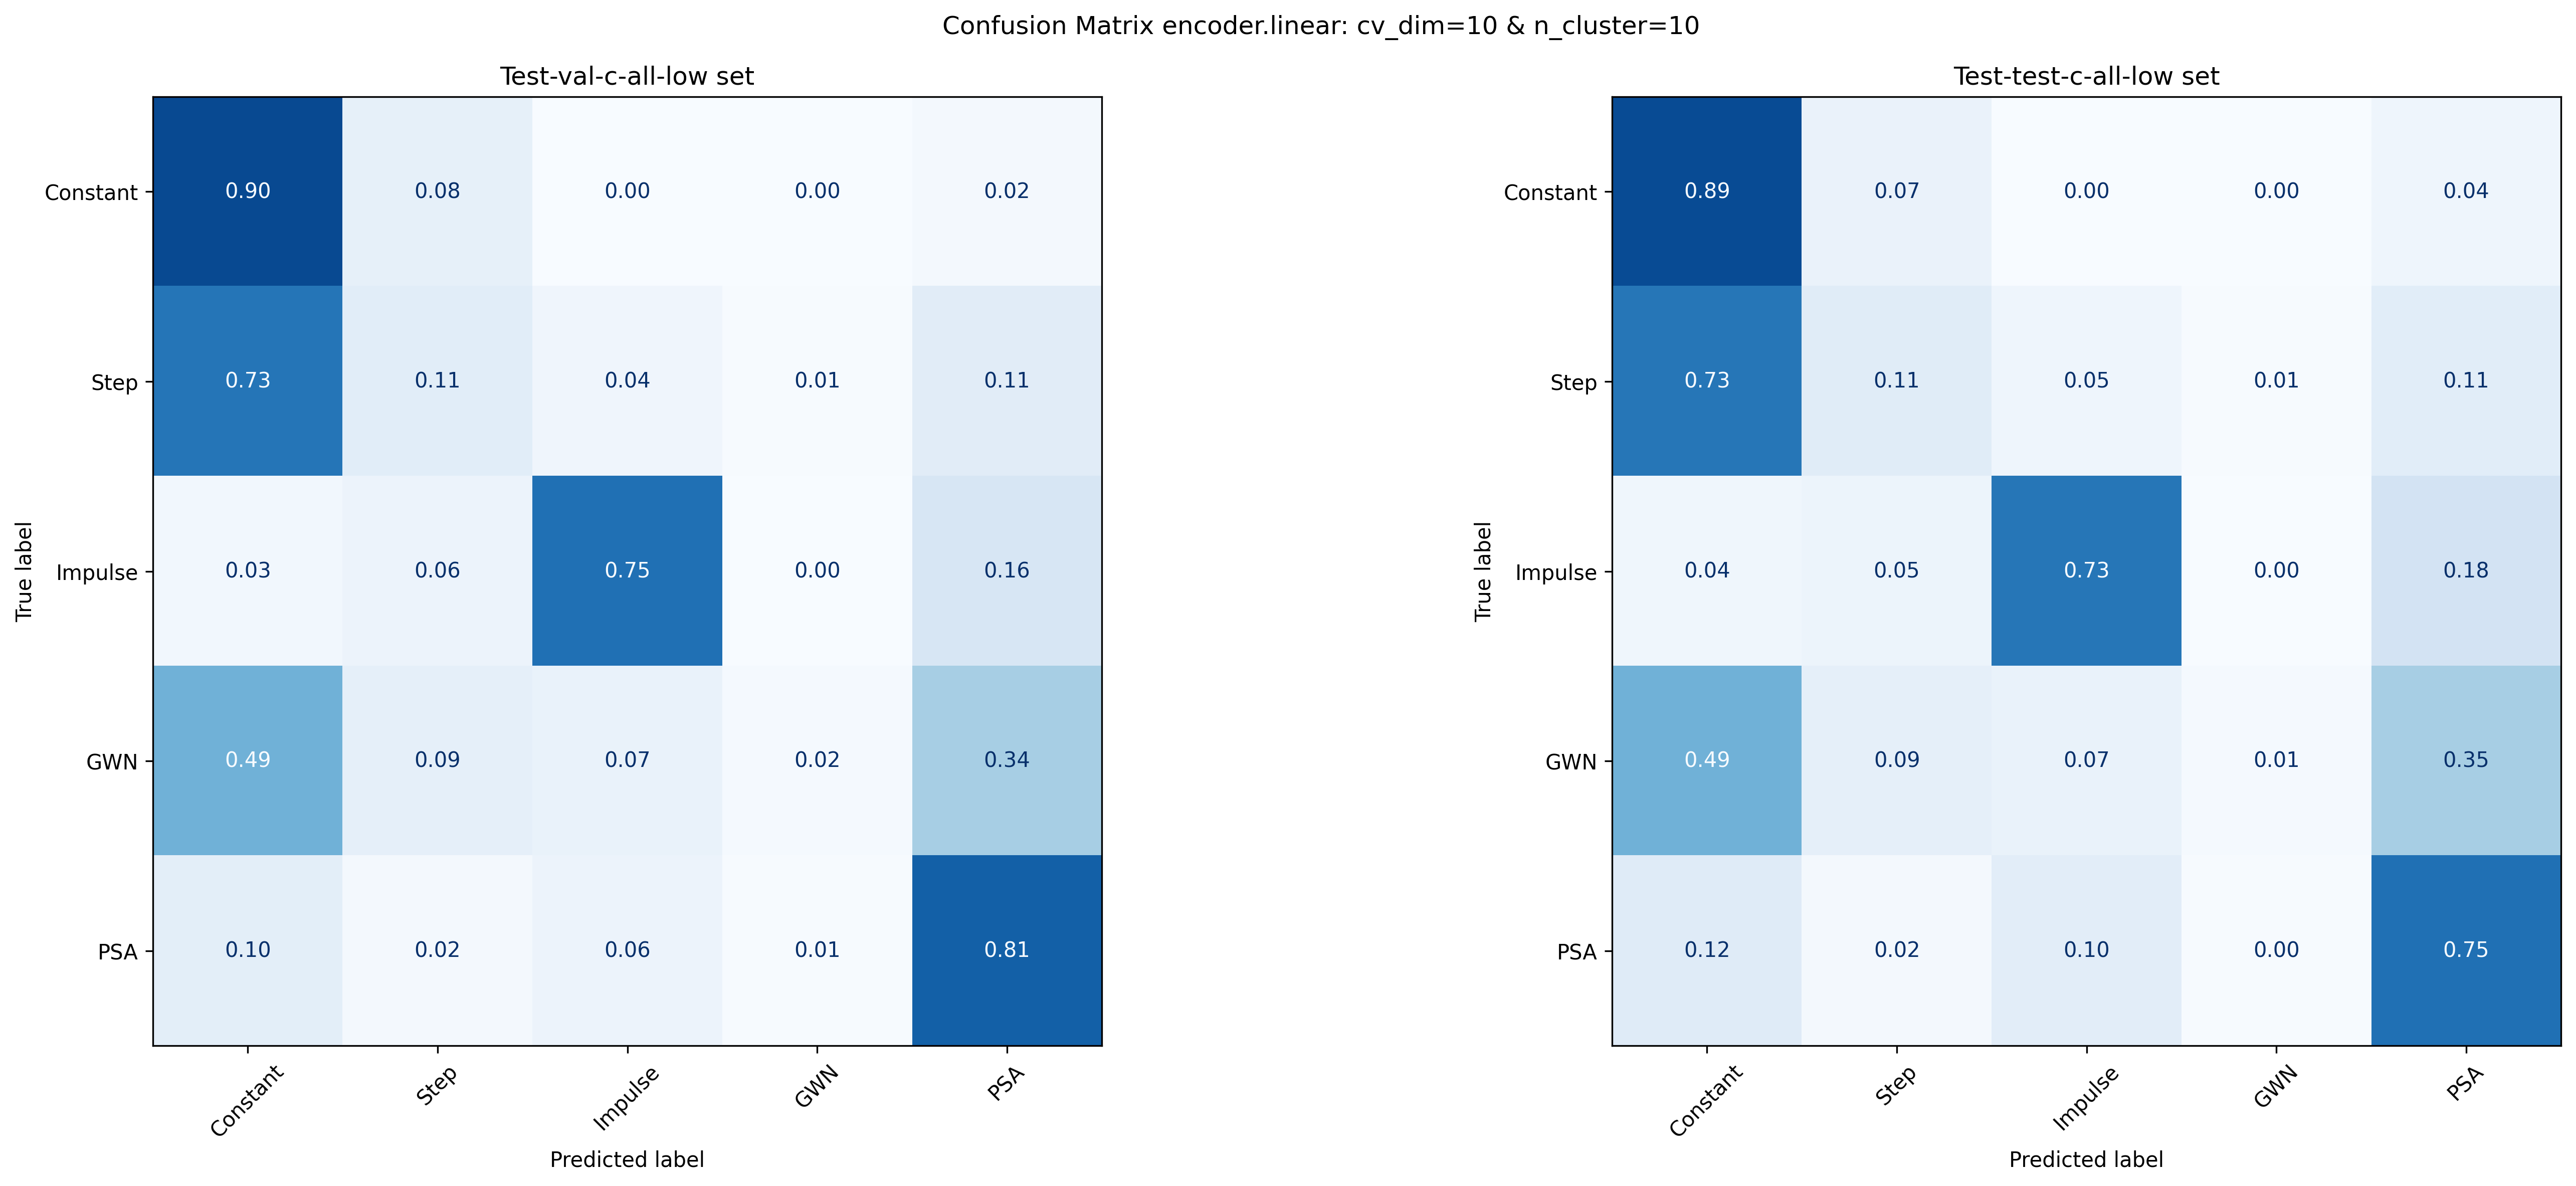 Confusion Matrix encoder.linear: cv_dim=10 & n_cluster=10
Test-val-c-all-low set
True label
Constant 0.90 0.08 0.00 0.00 0.02
Step 0.73 0.11 0.04 0.01 0.11
Impulse 0.03 0.06 0.75 0.00 0.16
GWN 0.49 0.09 0.07 0.02 0.34
PSA 0.10 0.02 0.06 0.01 0.81
Constant Step Impulse GWN PSA
Predicted label
Test-test-c-all-low set
True label
Constant 0.89 0.07 0.00 0.00 0.04
Step 0.73 0.11 0.05 0.01 0.11
Impulse 0.04 0.05 0.73 0.00 0.18
GWN 0.49 0.09 0.07 0.01 0.35
PSA 0.12 0.02 0.10 0.00 0.75
Constant Step Impulse GWN PSA
Predicted label